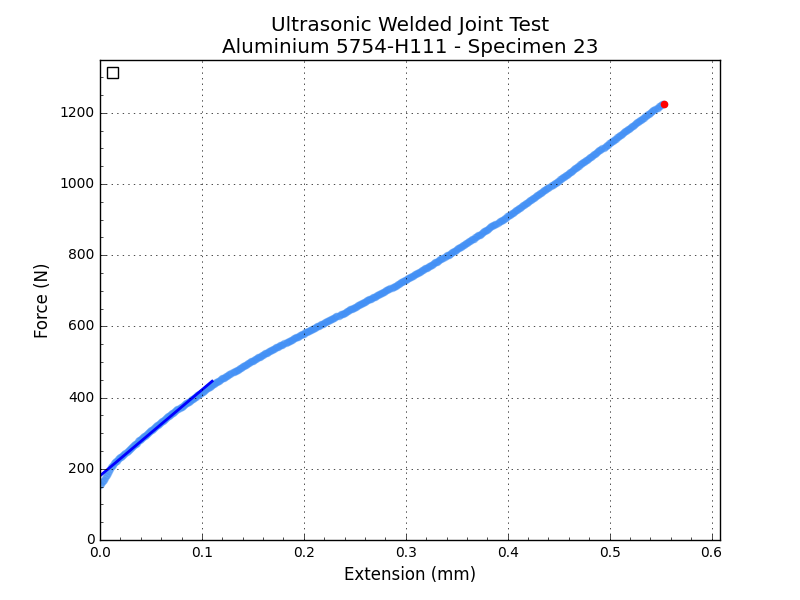 Ultrasonic Welded Joint Test
Aluminium 5754-H111 - Specimen 23
Force (N)
1200
1000
800
600
400
200
0
0.0 0.1 0.2 0.3 0.4 0.5 0.6
Extension (mm)